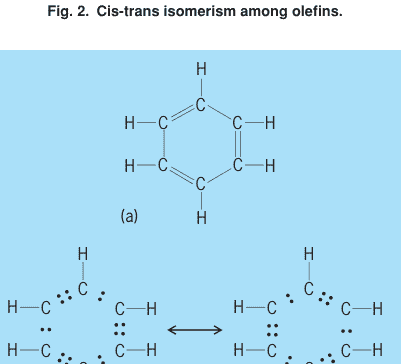 Fig. 2. Cis-trans isomerism among olefins.
H
C
H—C C—H
H—C C—H
C
(a) H
H H
C C
H—C C—H H—C C—H
H—C C—H H—C C—H